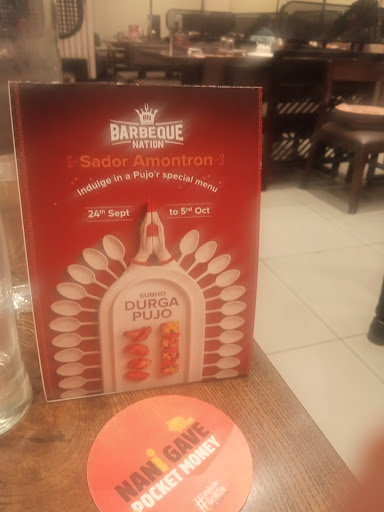 BN
BARBEQUE
NATION
Sador Amontron
Indulge in a Pujo'r special menu
24th Sept to 5th Oct
SUBHO
DURGA
PUJO
NANI GAVE
POCKET MONEY